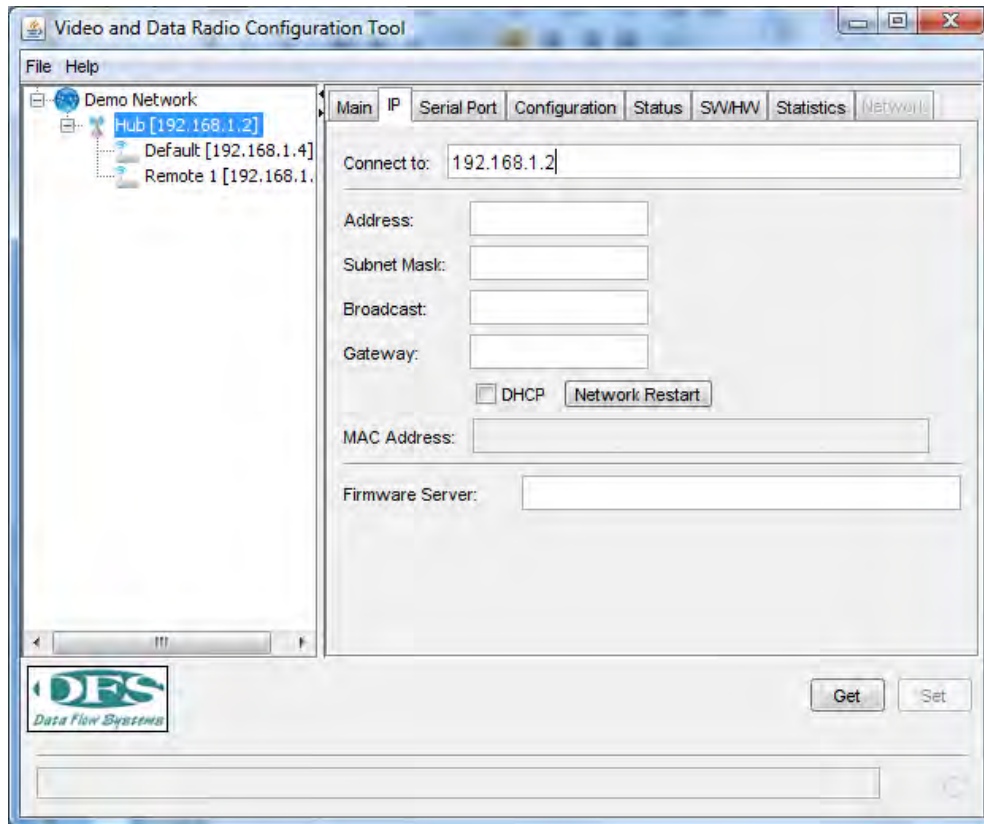 Video and Data Radio Configuration Tool
File Help
Demo Network
Hub [192.168.1.2]
Default [192.168.1.4]
Remote 1 [192.168.1.
Main IP Serial Port Configuration Status SW/HW Statistics Network
Connect to: 192.168.1.2
Address:
Subnet Mask:
Broadcast:
Gateway:
DHCP Network Restart
MAC Address:
Firmware Server:
DFS
Data Flow Systems
Get Set